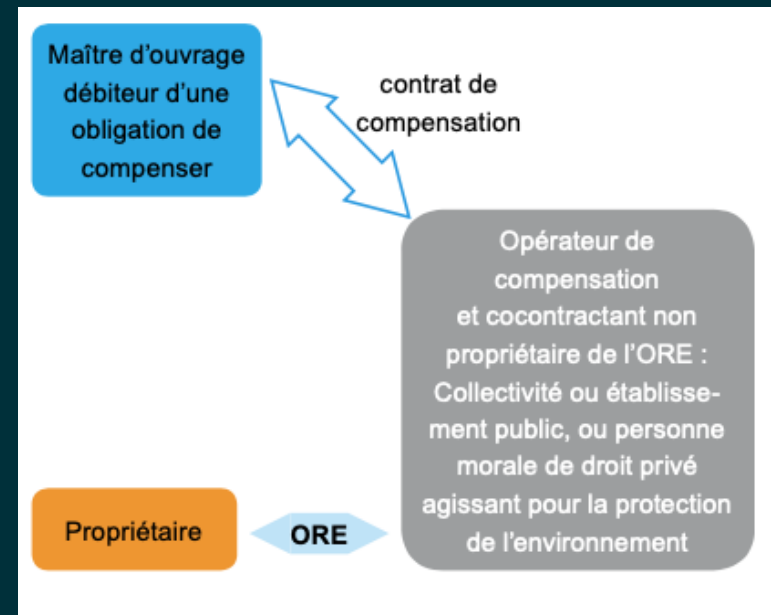 Maître d'ouvrage
débiteur d'une
obligation de
compenser
contrat de
compensation
Opérateur de
compensation
et cocontractant non
propriétaire de l'ORE :
Collectivité ou établisse-
ment public, ou personne
morale de droit privé
agissant pour la protection
de l'environnement
Propriétaire
ORE